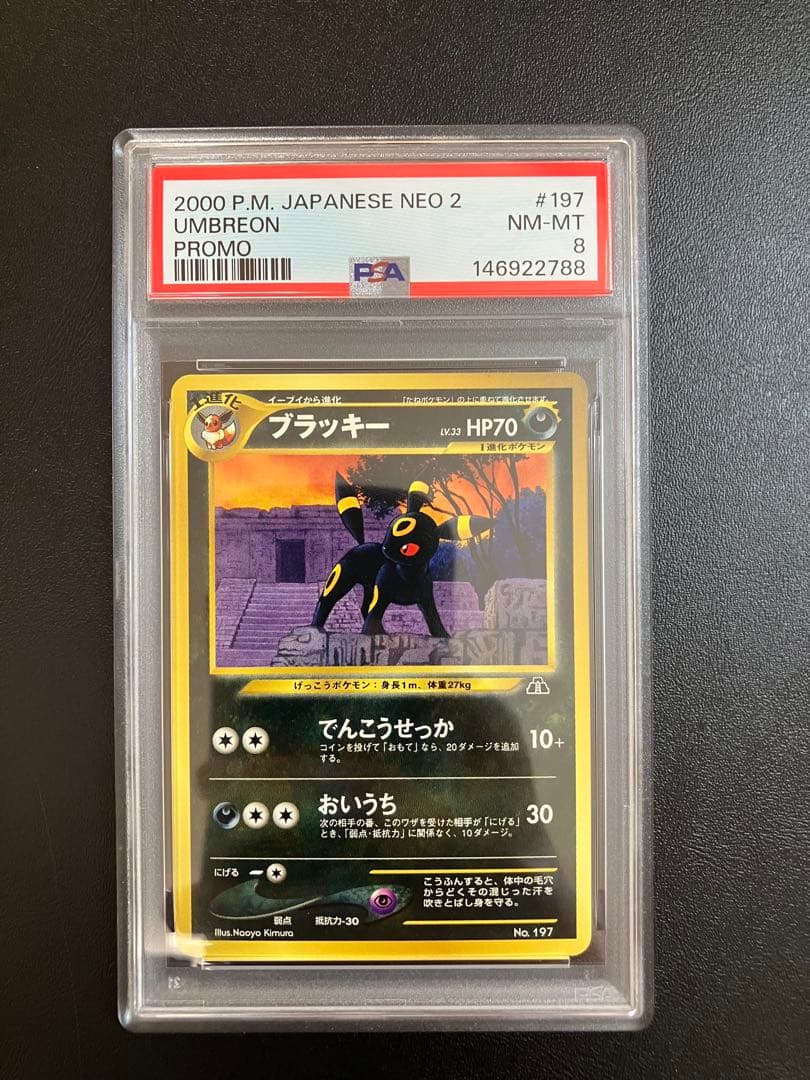 2000 P.M. JAPANESE NEO 2 #197
UMBREON NM-MT
PROMO 8
PSA 146922788
1進化
イーブイから進化 「たねポケモン」の上に重ねて進化させます。
ブラッキー LV.33 HP70
1進化ポケモン
げっこうポケモン:身長1m、体重27kg
でんこうせっか 10+
コインを投げて「おもて」なら、20ダメージを追加
する。
おいうち 30
次の相手の番、このワザを受けた相手が「にげる」
とき、「弱点・抵抗力」に関係なく、10ダメージ。
にげる
こうふんすると、体中の毛穴
からどくその混じった汗を
吹きとばし身を守る。
弱点 抵抗力-30
Illus.Naoyo Kimura No. 197